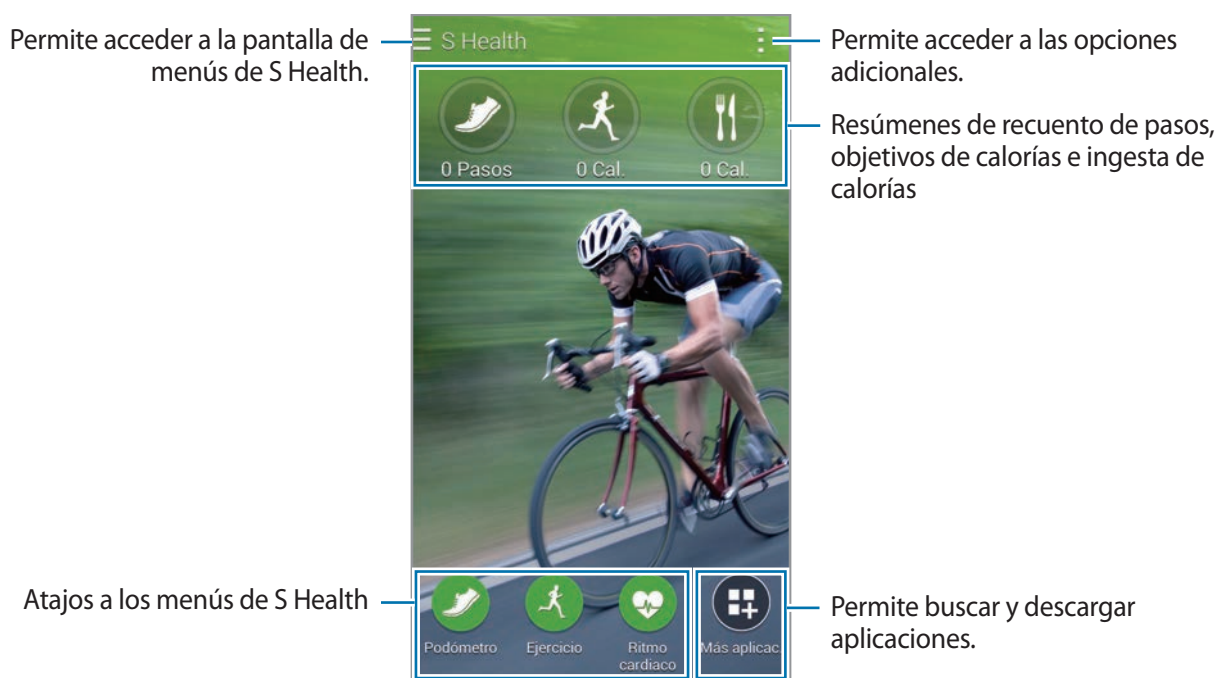 Permite acceder a la pantalla de
menús de S Health.
S Health
Permite acceder a las opciones
adicionales.
0 Pasos
0 Cal.
0 Cal.
Resúmenes de recuento de pasos,
objetivos de calorías e ingesta de
calorías
Atajos a los menús de S Health
Podómetro
Ejercicio
Ritmo
cardiaco
Más aplicac.
Permite buscar y descargar
aplicaciones.